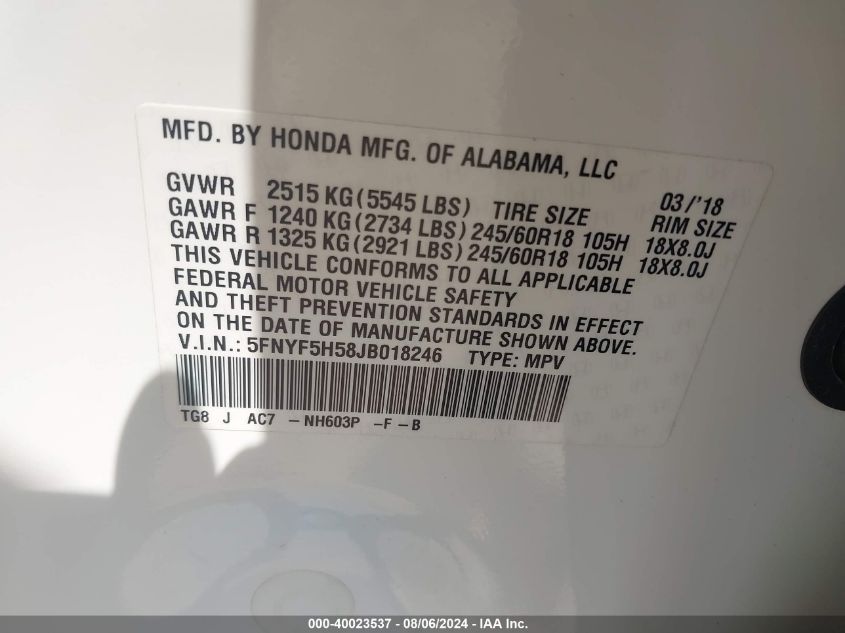 MFD. BY HONDA MFG. OF ALABAMA, LLC
03/'18
GVWR 2515 KG (5545 LBS) TIRE SIZE RIM SIZE
GAWR F 1240 KG (2734 LBS) 245/60R18 105H 18X8.0J
GAWR R 1325 KG (2921 LBS) 245/60R18 105H 18X8.0J
THIS VEHICLE CONFORMS TO ALL APPLICABLE
FEDERAL MOTOR VEHICLE SAFETY
AND THEFT PREVENTION STANDARDS IN EFFECT
ON THE DATE OF MANUFACTURE SHOWN ABOVE.
V.I.N.: 5FNYF5H58JB018246 TYPE: MPV
TG8 J AC7 -NH603P -F-B
000-40023537 - 08/06/2024 - IAA Inc.